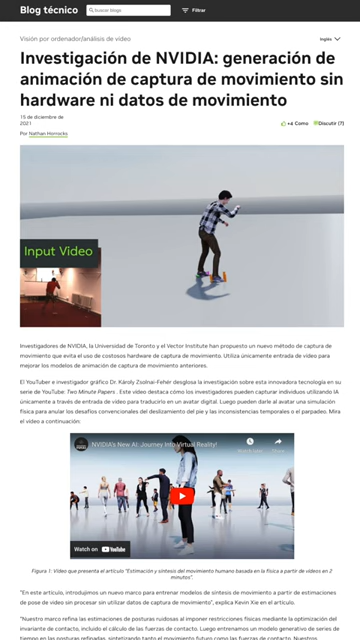 Blog técnico
buscar blogs
Filtrar
Visión por ordenador/análisis de vídeo
Inglés
Investigación de NVIDIA: generación de
animación de captura de movimiento sin
hardware ni datos de movimiento
15 de diciembre de
2021
+4 Como
Discutir (7)
Por Nathan Horrocks
Input Video
Investigadores de NVIDIA, la Universidad de Toronto y el Vector Institute han propuesto un nuevo método de captura de
movimiento que evita el uso de costosos hardware de captura de movimiento. Utiliza únicamente entrada de vídeo para
mejorar los modelos de animación de captura de movimiento anteriores.
El YouTuber e investigador gráfico Dr. Károly Zsolnai-Fehér desglosa la investigación sobre esta innovadora tecnología en su
serie de YouTube: Two Minute Papers . Este vídeo destaca cómo los investigadores pueden capturar individuos utilizando IA
únicamente a través de entrada de vídeo para traducirlo en un avatar digital. Luego pueden darle al avatar una simulación
física para anular los desafíos convencionales del deslizamiento del pie y las inconsistencias temporales o el parpadeo. Mira
el vídeo a continuación:
NVIDIA's New AI: Journey Into Virtual Reality!
Watch later
Share
Watch on YouTube
Figura 1: Vídeo que presenta el artículo "Estimación y síntesis del movimiento humano basada en la física a partir de vídeos en 2
minutos".
"En este artículo, introdujimos un nuevo marco para entrenar modelos de síntesis de movimiento a partir de estimaciones
de pose de vídeo sin procesar sin utilizar datos de captura de movimiento", explica Kevin Xie en el artículo.
"Nuestro marco refina las estimaciones de posturas ruidosas al imponer restricciones físicas mediante la optimización del
invariante de contacto, incluido el cálculo de las fuerzas de contacto. Luego entrenamos un modelo generativo de series de
tiempo en las posturas refinadas, sintetizando tanto el movimiento futuro como las fuerzas de contacto. Nuestros